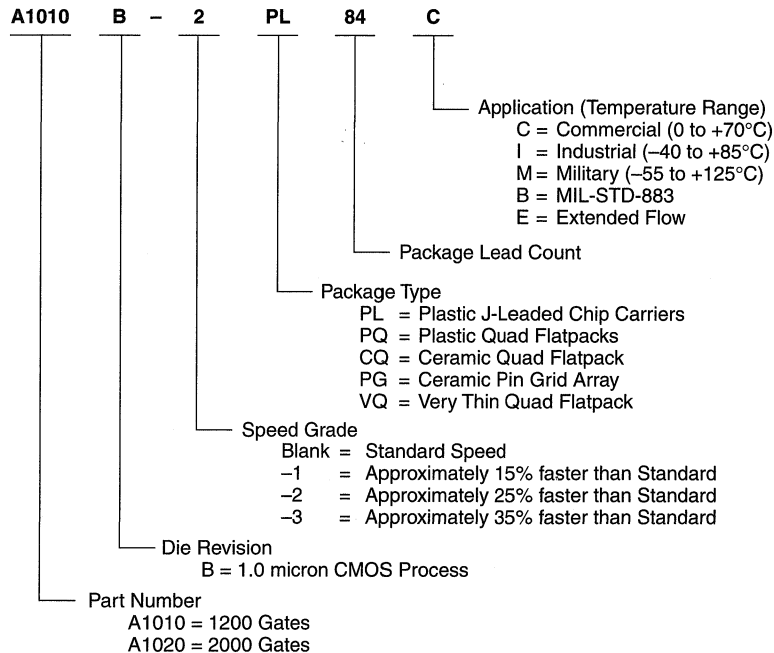 A1010 B – 2 PL 84 C
Application (Temperature Range)
C = Commercial (0 to +70°C)
I = Industrial (–40 to +85°C)
M = Military (–55 to +125°C)
B = MIL-STD-883
E = Extended Flow
Package Lead Count
Package Type
PL = Plastic J-Leaded Chip Carriers
PQ = Plastic Quad Flatpacks
CQ = Ceramic Quad Flatpack
PG = Ceramic Pin Grid Array
VQ = Very Thin Quad Flatpack
Speed Grade
Blank = Standard Speed
–1 = Approximately 15% faster than Standard
–2 = Approximately 25% faster than Standard
–3 = Approximately 35% faster than Standard
Die Revision
B = 1.0 micron CMOS Process
Part Number
A1010 = 1200 Gates
A1020 = 2000 Gates